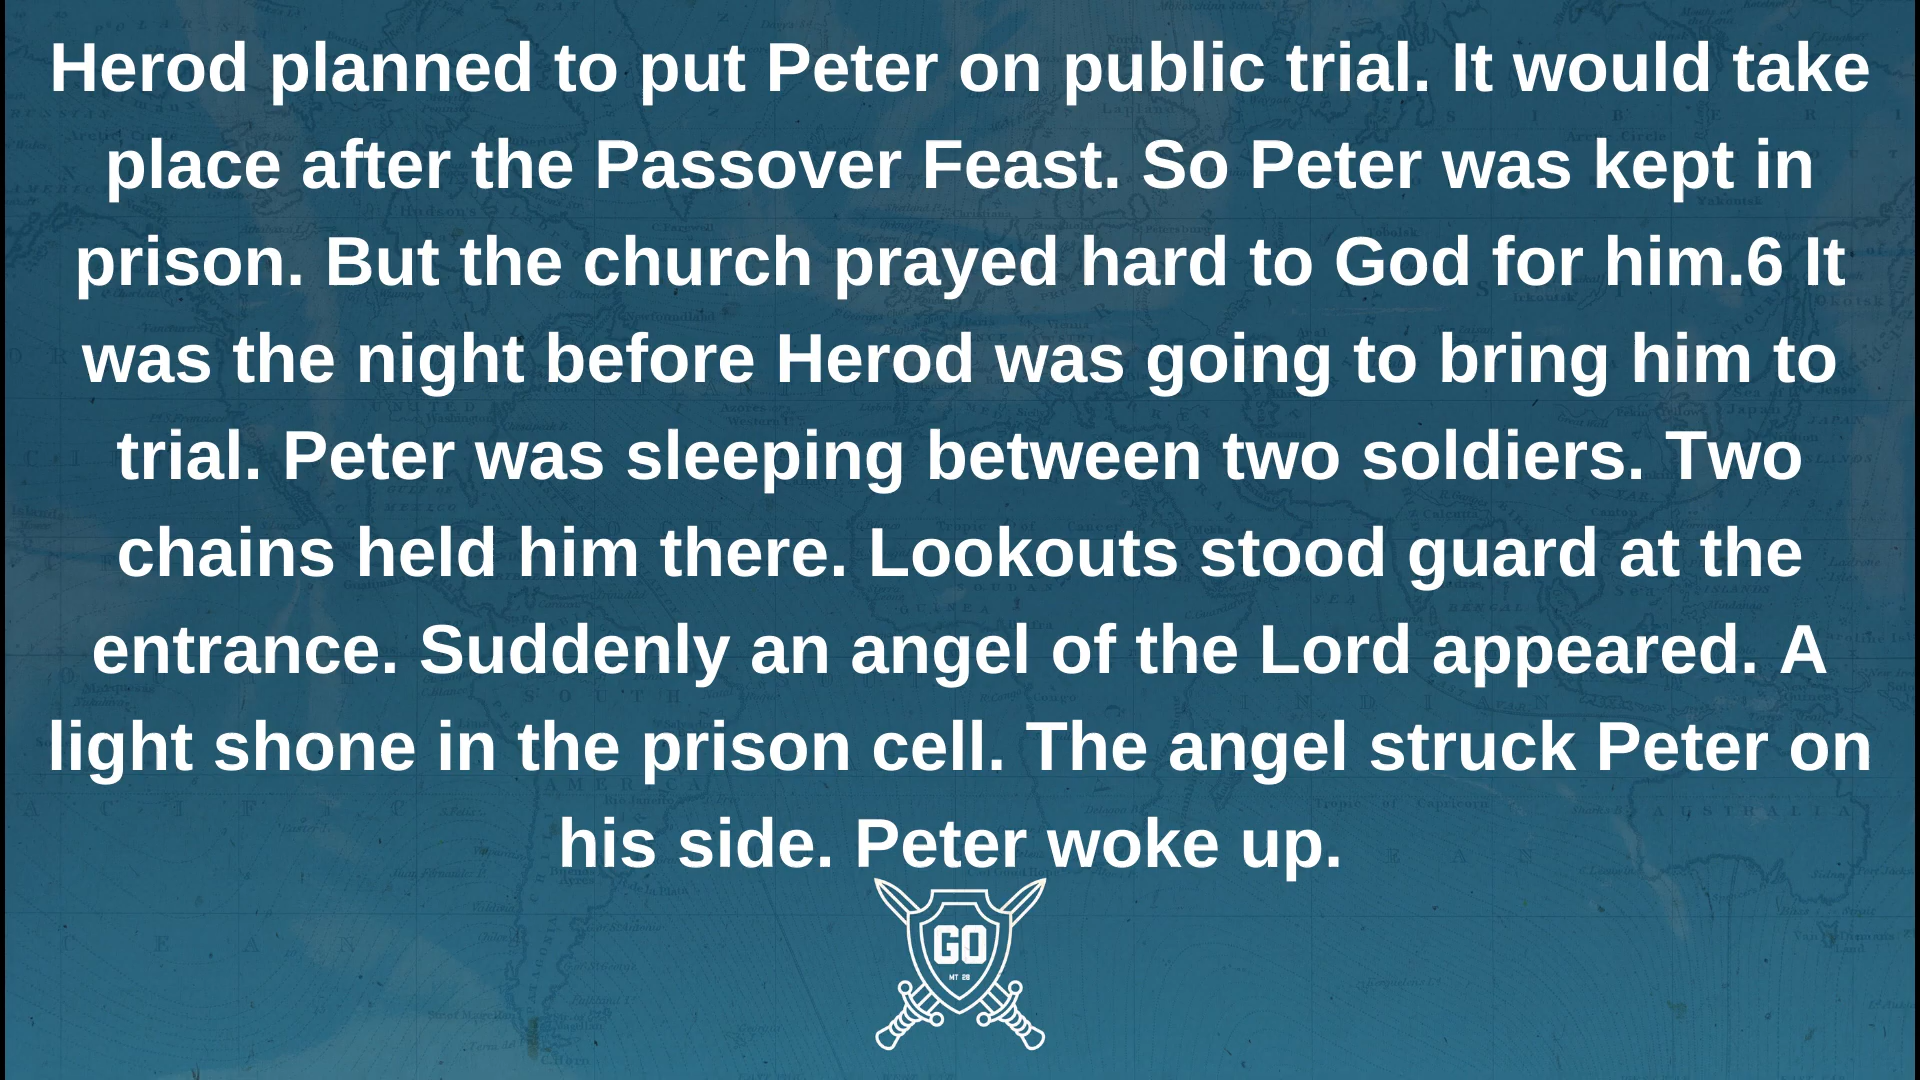 Herod planned to put Peter on public trial. It would take
place after the Passover Feast. So Peter was kept in
prison. But the church prayed hard to God for him.6 It
was the night before Herod was going to bring him to
trial. Peter was sleeping between two soldiers. Two
chains held him there. Lookouts stood guard at the
entrance. Suddenly an angel of the Lord appeared. A
light shone in the prison cell. The angel struck Peter on
his side. Peter woke up.
GO
MT 28